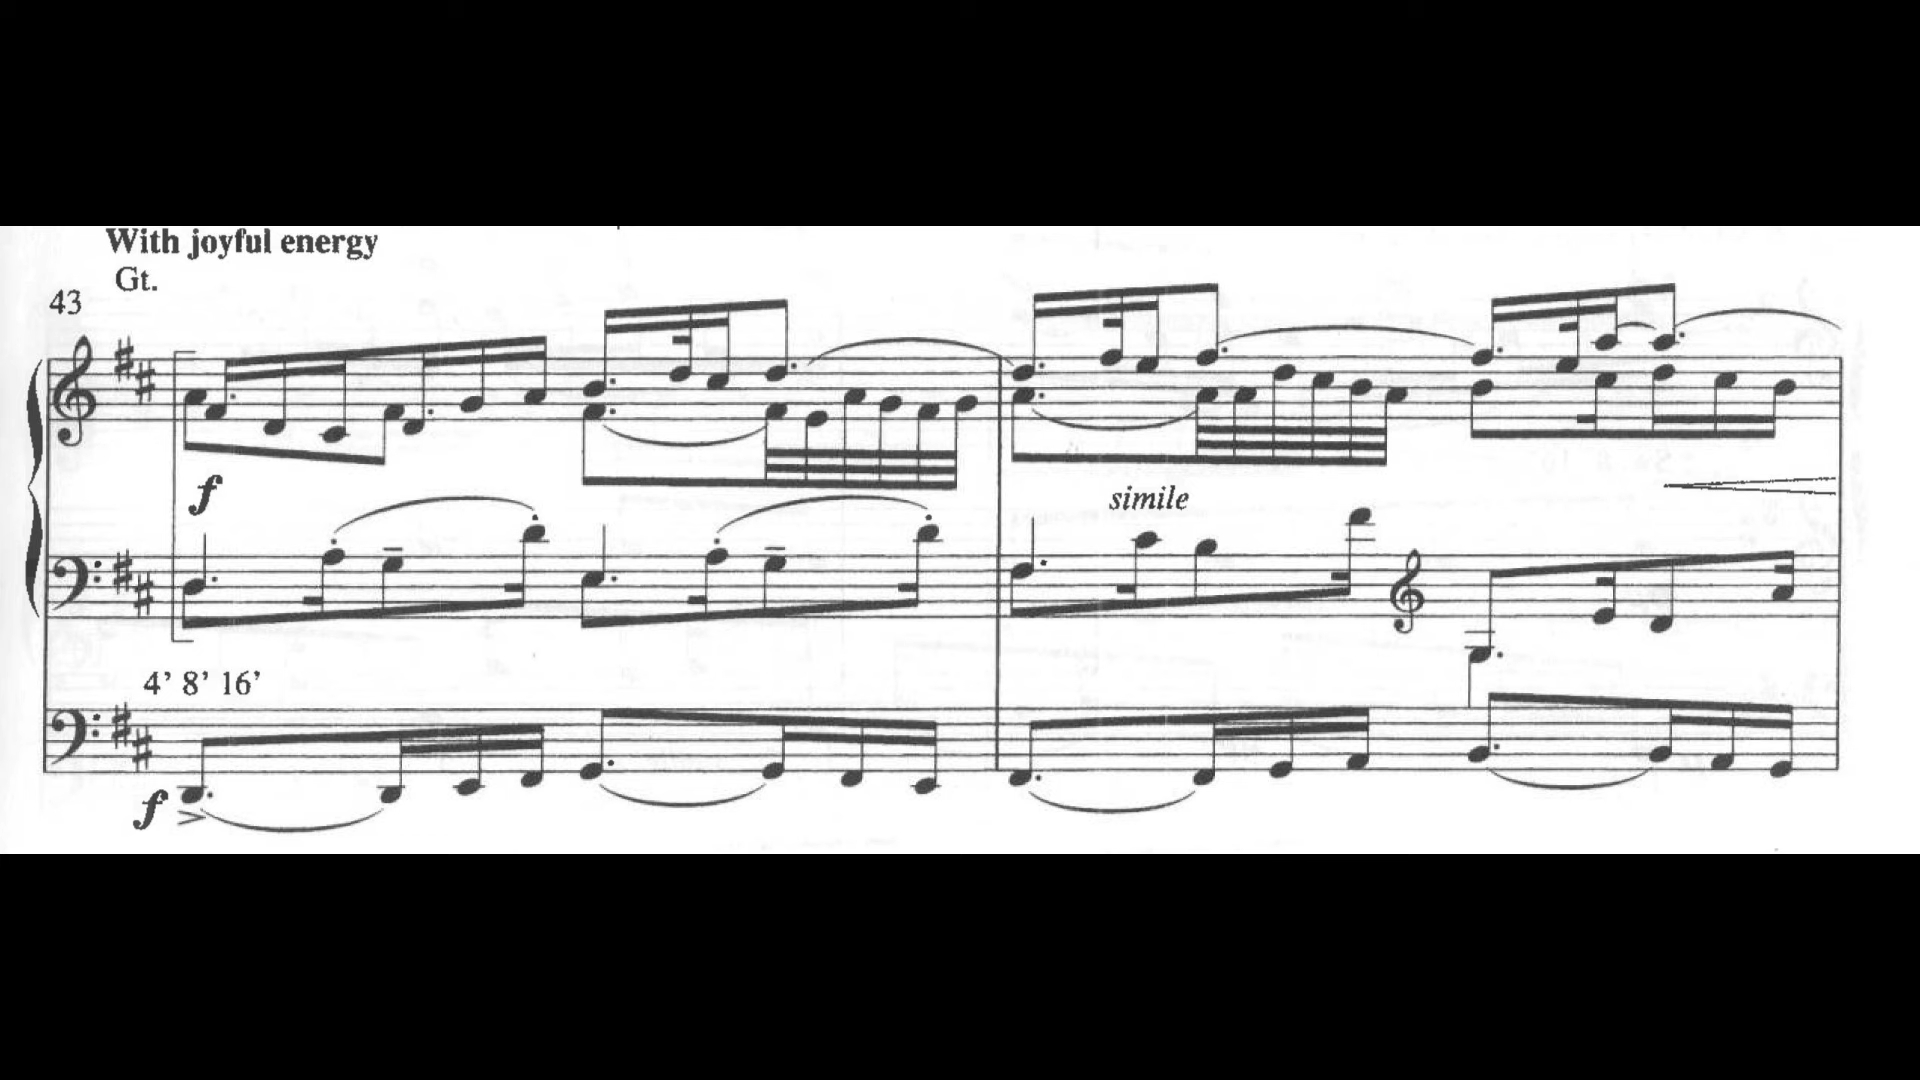 With joyful energy
Gt.
43
f
simile
4’ 8’ 16’
f